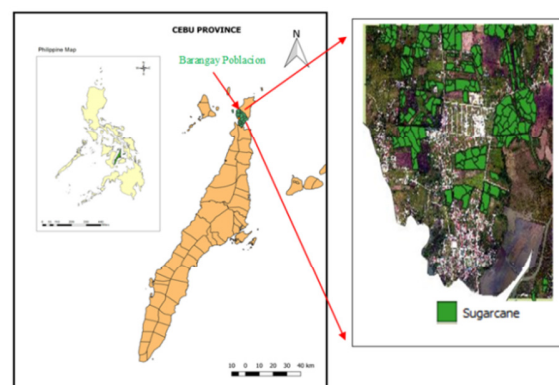 CEBU PROVINCE
Philippine Map
Barangay Poblacion
N
10 0 10 20 30 40 km
Sugarcane